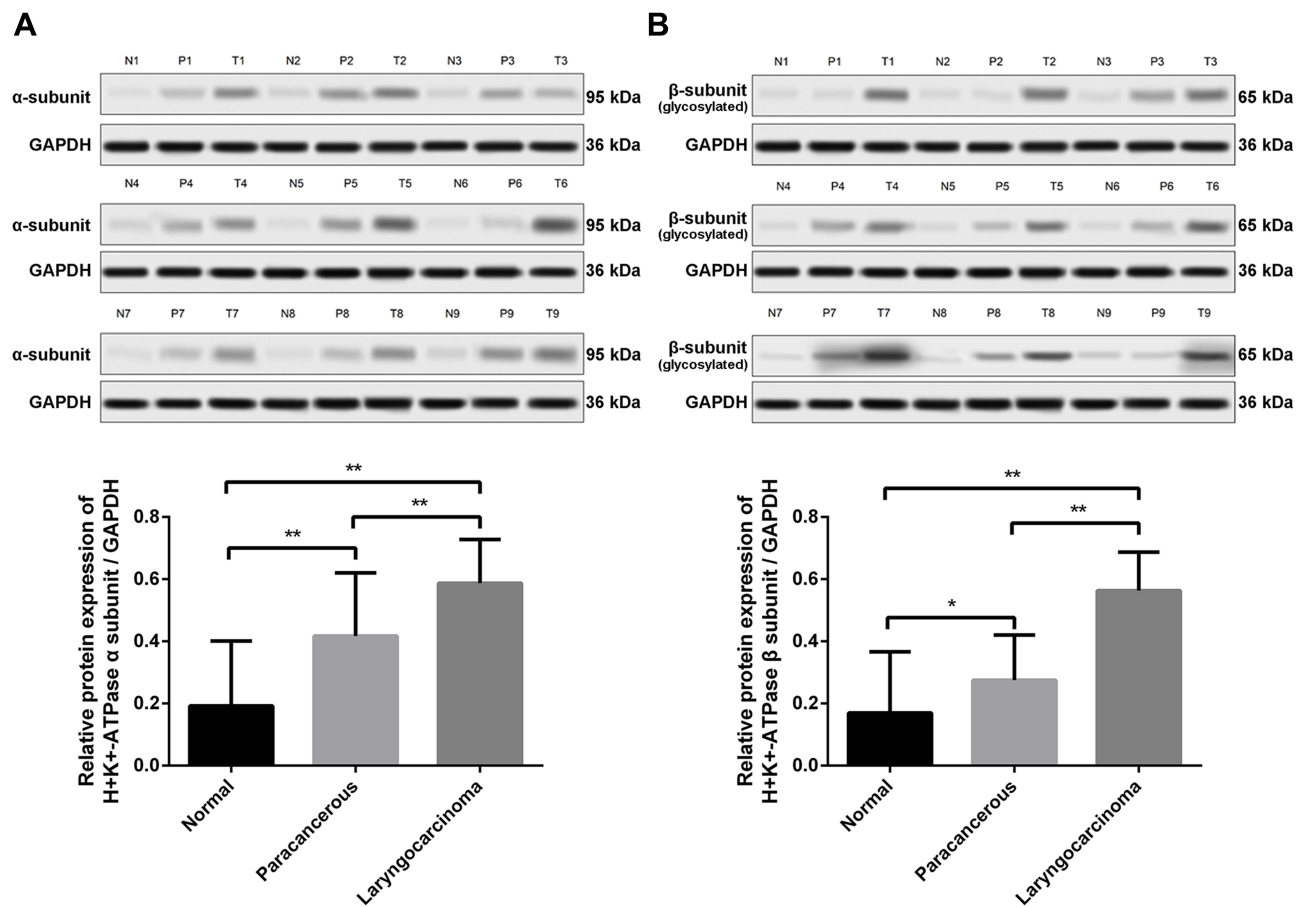 A
N1 P1 T1 N2 P2 T2 N3 P3 T3
α-subunit 95 kDa
GAPDH 36 kDa
N4 P4 T4 N5 P5 T5 N6 P6 T6
α-subunit 95 kDa
GAPDH 36 kDa
N7 P7 T7 N8 P8 T8 N9 P9 T9
α-subunit 95 kDa
GAPDH 36 kDa
Relative protein expression of
H+K+-ATPase α subunit / GAPDH
0.8
0.6
0.4
0.2
0.0
**
**
**
Normal
Paracancerous
Laryngocarcinoma
B
N1 P1 T1 N2 P2 T2 N3 P3 T3
β-subunit 65 kDa
(glycosylated)
GAPDH 36 kDa
N4 P4 T4 N5 P5 T5 N6 P6 T6
β-subunit 65 kDa
(glycosylated)
GAPDH 36 kDa
N7 P7 T7 N8 P8 T8 N9 P9 T9
β-subunit 65 kDa
(glycosylated)
GAPDH 36 kDa
Relative protein expression of
H+K+-ATPase β subunit / GAPDH
0.8
0.6
0.4
0.2
0.0
**
**
*
Normal
Paracancerous
Laryngocarcinoma